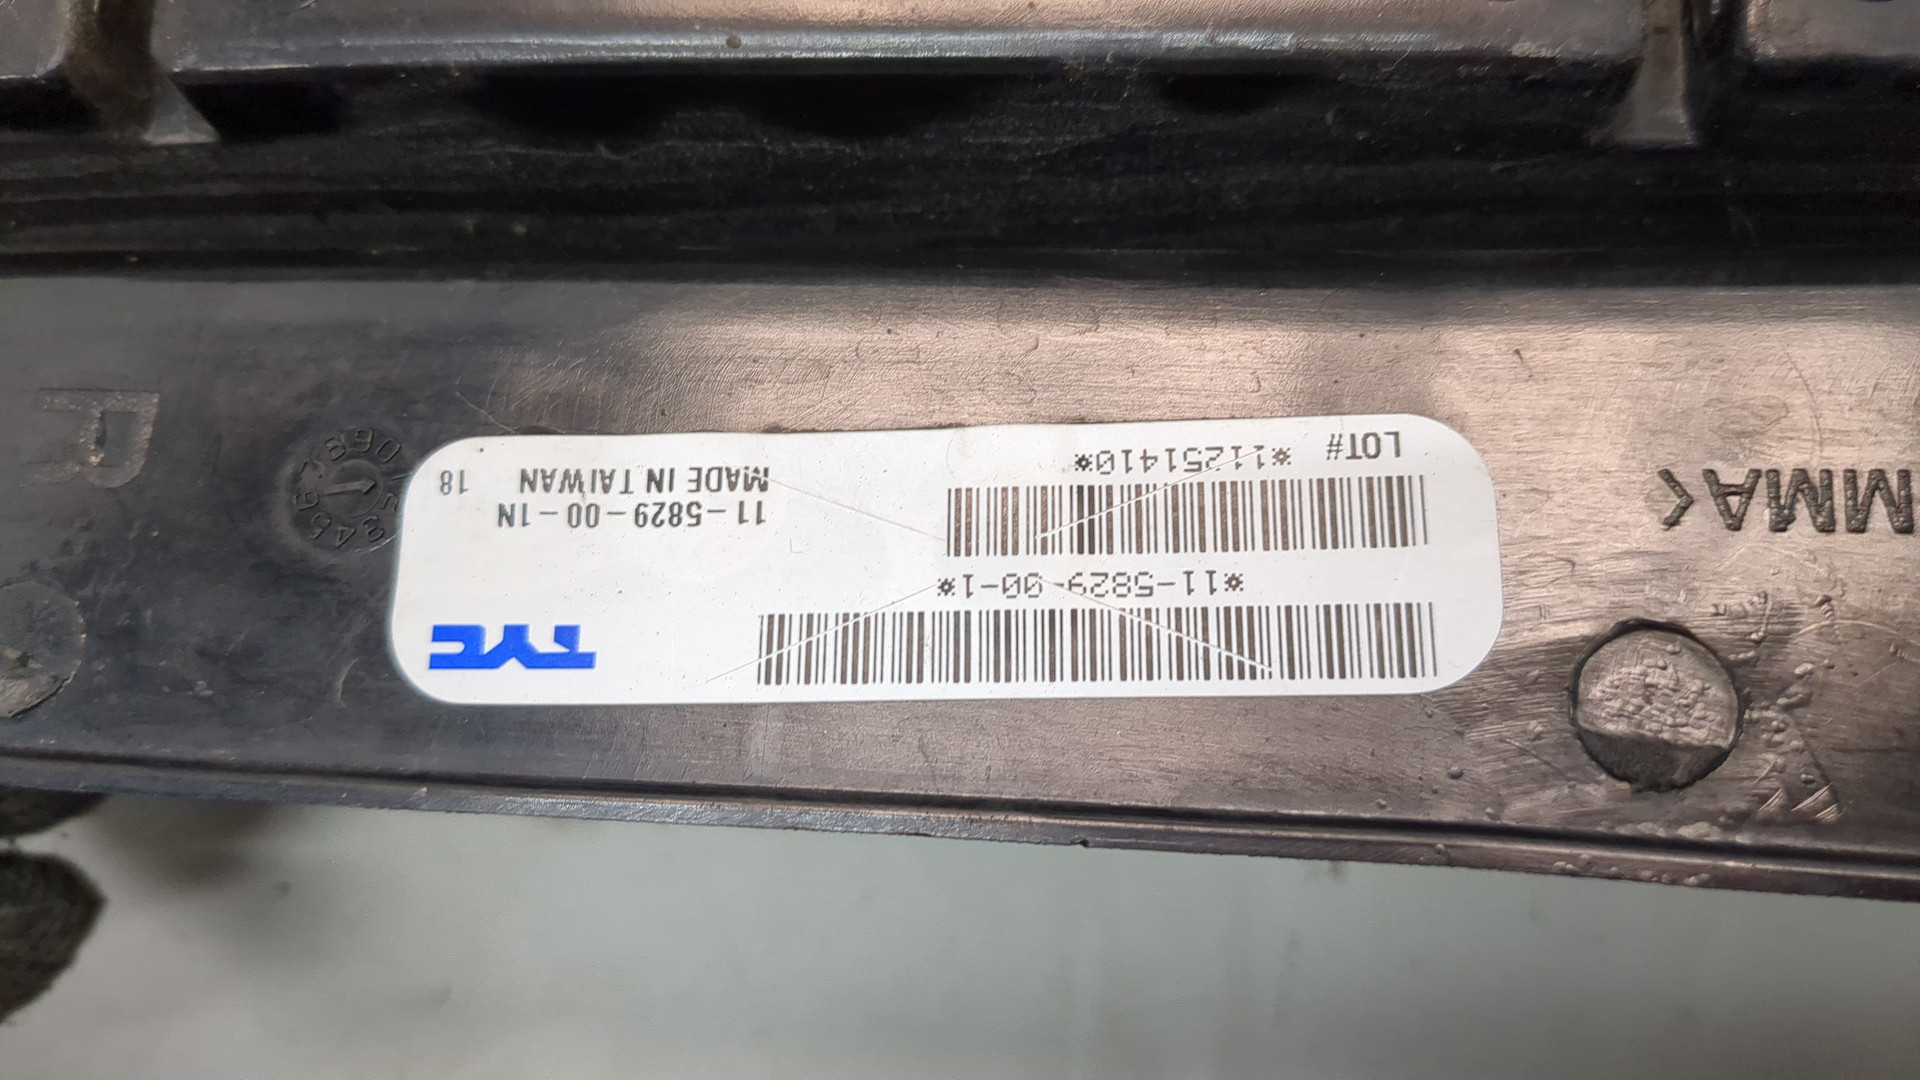 TYC
*11-5829-00-1*
11-5829-00-1N
MADE IN TAIWAN 18
LOT# *11251410*
MMA<
R